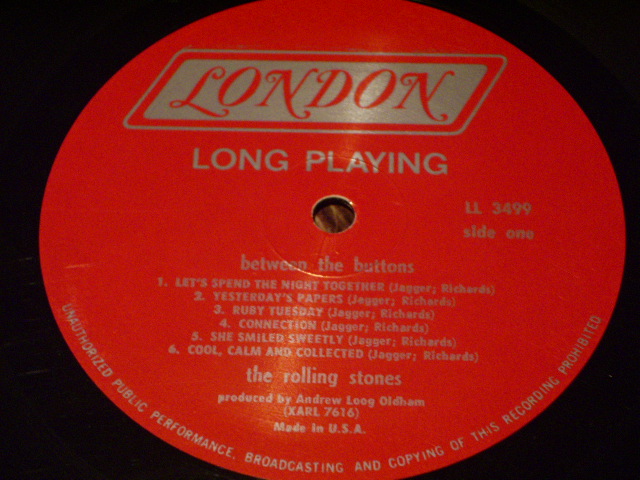 LONDON
LONG PLAYING
LL 3499
side one
between the buttons
1. LET'S SPEND THE NIGHT TOGETHER (Jagger; Richards)
2. YESTERDAY'S PAPERS (Jagger; Richards)
3. RUBY TUESDAY (Jagger; Richards)
4. CONNECTION (Jagger; Richards)
5. SHE SMILED SWEETLY (Jagger; Richards)
6. COOL, CALM AND COLLECTED (Jagger; Richards)
the rolling stones
produced by Andrew Loog Oldham
(XARL 7616)
Made in U.S.A.
UNAUTHORIZED PUBLIC PERFORMANCE, BROADCASTING AND COPYING OF THIS RECORDING PROHIBITED